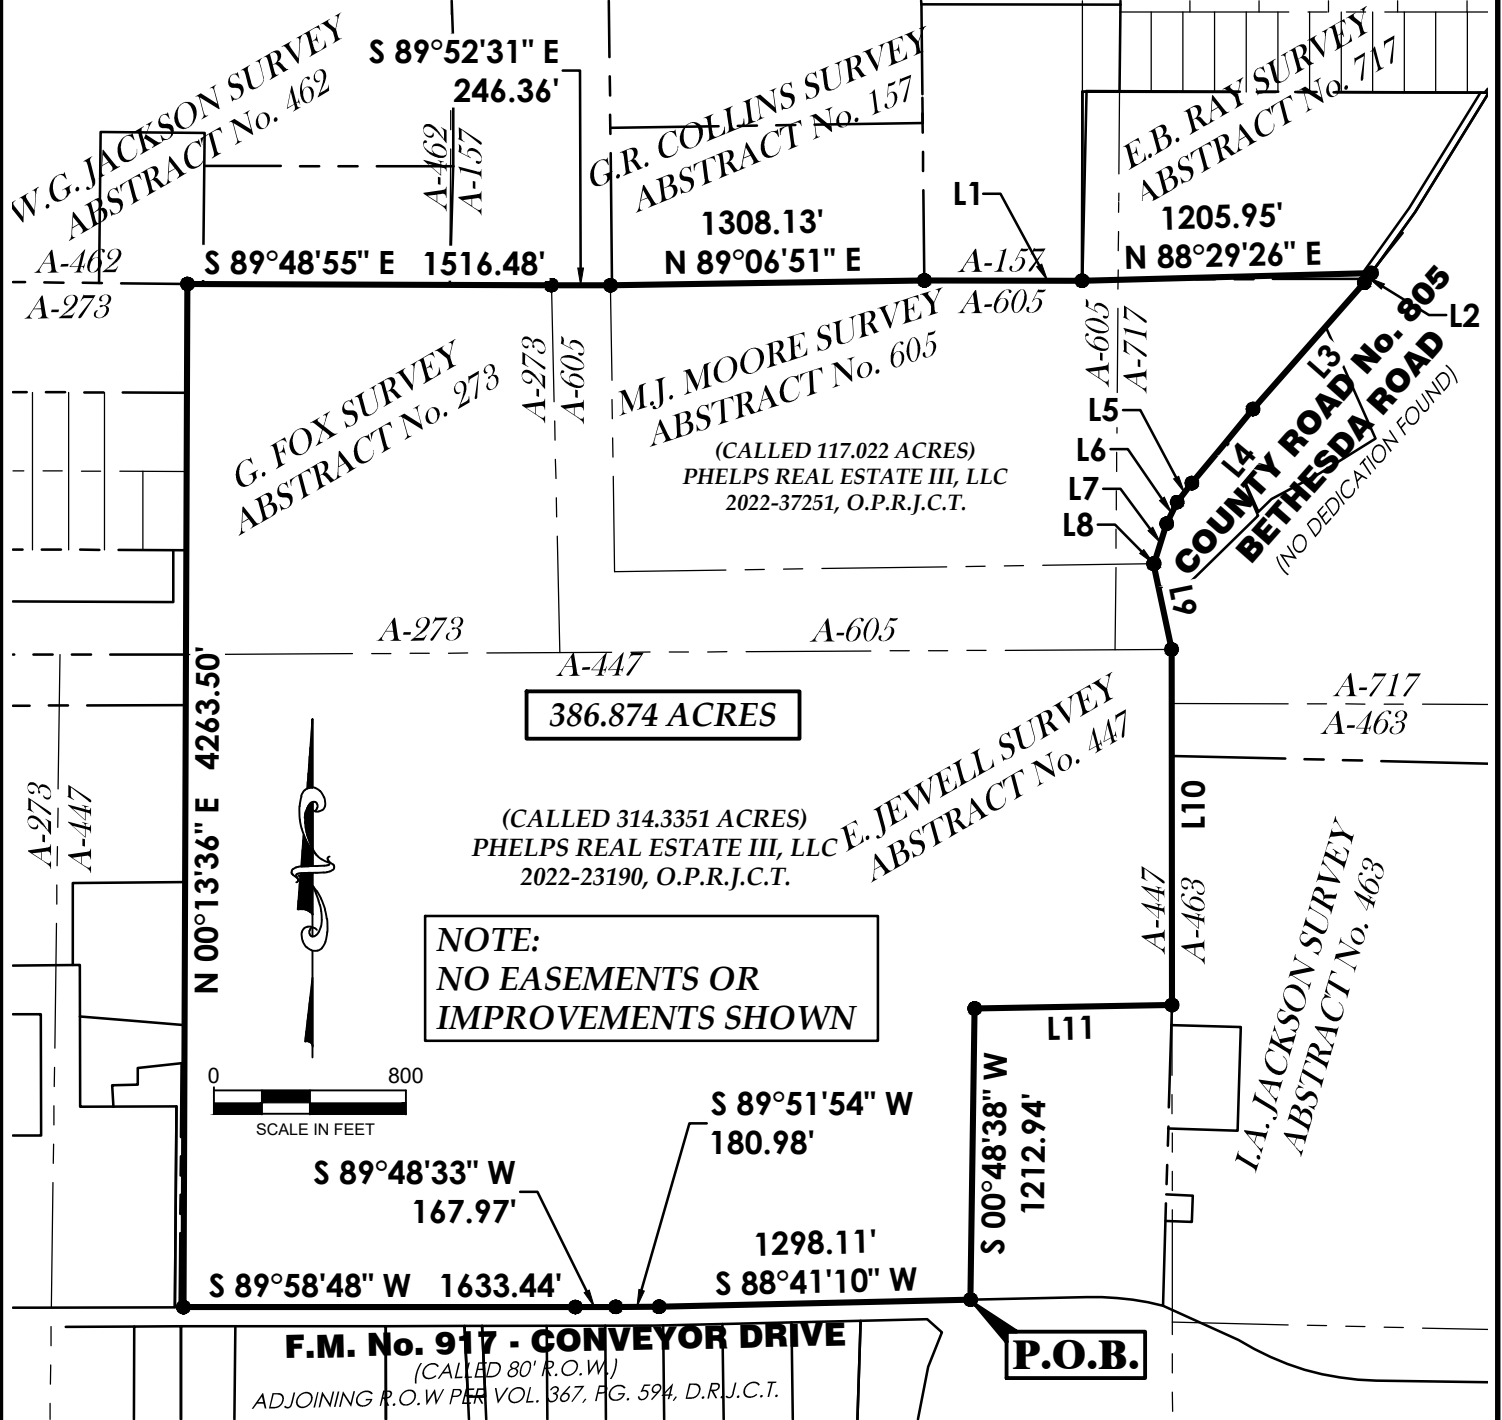 W.G. JACKSON SURVEY
ABSTRACT No. 462
S 89°52'31" E
246.36'
A-462
A-157
G.R. COLLINS SURVEY
ABSTRACT No. 157
E.B. RAY SURVEY
ABSTRACT No. 717
L1
1308.13'
N 89°06'51" E
1205.95'
N 88°29'26" E
A-462
A-273
S 89°48'55" E 1516.48'
A-157
A-605
L2
G. FOX SURVEY
ABSTRACT No. 273
A-273
A-605
M.J. MOORE SURVEY
ABSTRACT No. 605
A-605
A-717
L3
L4
COUNTY ROAD No. 805
BETHESDA ROAD
(NO DEDICATION FOUND)
(CALLED 117.022 ACRES)
PHELPS REAL ESTATE III, LLC
2022-37251, O.P.R.J.C.T.
L5
L6
L7
L8
L9
A-273
A-605
A-447
386.874 ACRES
A-717
A-463
N 00°13'36" E 4263.50'
A-273
A-447
(CALLED 314.3351 ACRES)
PHELPS REAL ESTATE III, LLC
2022-23190, O.P.R.J.C.T.
E. JEWELL SURVEY
ABSTRACT No. 447
L10
A-447
A-463
I.A. JACKSON SURVEY
ABSTRACT No. 463
NOTE:
NO EASEMENTS OR
IMPROVEMENTS SHOWN
L11
0 800
SCALE IN FEET
S 89°51'54" W
180.98'
S 00°48'38" W
1212.94'
S 89°48'33" W
167.97'
1298.11'
S 88°41'10" W
S 89°58'48" W 1633.44'
F.M. No. 917 - CONVEYOR DRIVE
(CALLED 80' R.O.W.)
ADJOINING R.O.W PER VOL. 367, PG. 594, D.R.J.C.T.
P.O.B.